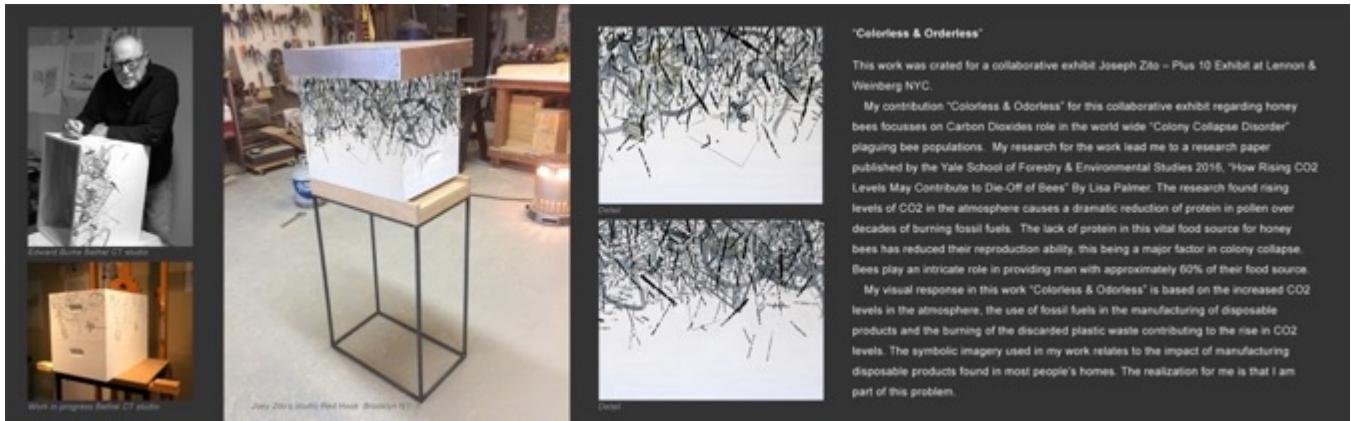 Edward Burke Bethel CT studio
Work in progress Bethel CT studio
Joey Zito's studio Red Hook Brooklyn NY
Detail
Detail
"Colorless & Orderless"
This work was crated for a collaborative exhibit Joseph Zito – Plus 10 Exhibit at Lennon &
Weinberg NYC.
My contribution "Colorless & Odorless" for this collaborative exhibit regarding honey
bees focusses on Carbon Dioxides role in the world wide "Colony Collapse Disorder"
plaguing bee populations. My research for the work lead me to a research paper
published by the Yale School of Forestry & Environmental Studies 2016, "How Rising CO2
Levels May Contribute to Die-Off of Bees" By Lisa Palmer. The research found rising
levels of CO2 in the atmosphere causes a dramatic reduction of protein in pollen over
decades of burning fossil fuels. The lack of protein in this vital food source for honey
bees has reduced their reproduction ability, this being a major factor in colony collapse.
Bees play an intricate role in providing man with approximately 60% of their food source.
My visual response in this work "Colorless & Odorless" is based on the increased CO2
levels in the atmosphere, the use of fossil fuels in the manufacturing of disposable
products and the burning of the discarded plastic waste contributing to the rise in CO2
levels. The symbolic imagery used in my work relates to the impact of manufacturing
disposable products found in most people's homes. The realization for me is that I am
part of this problem.